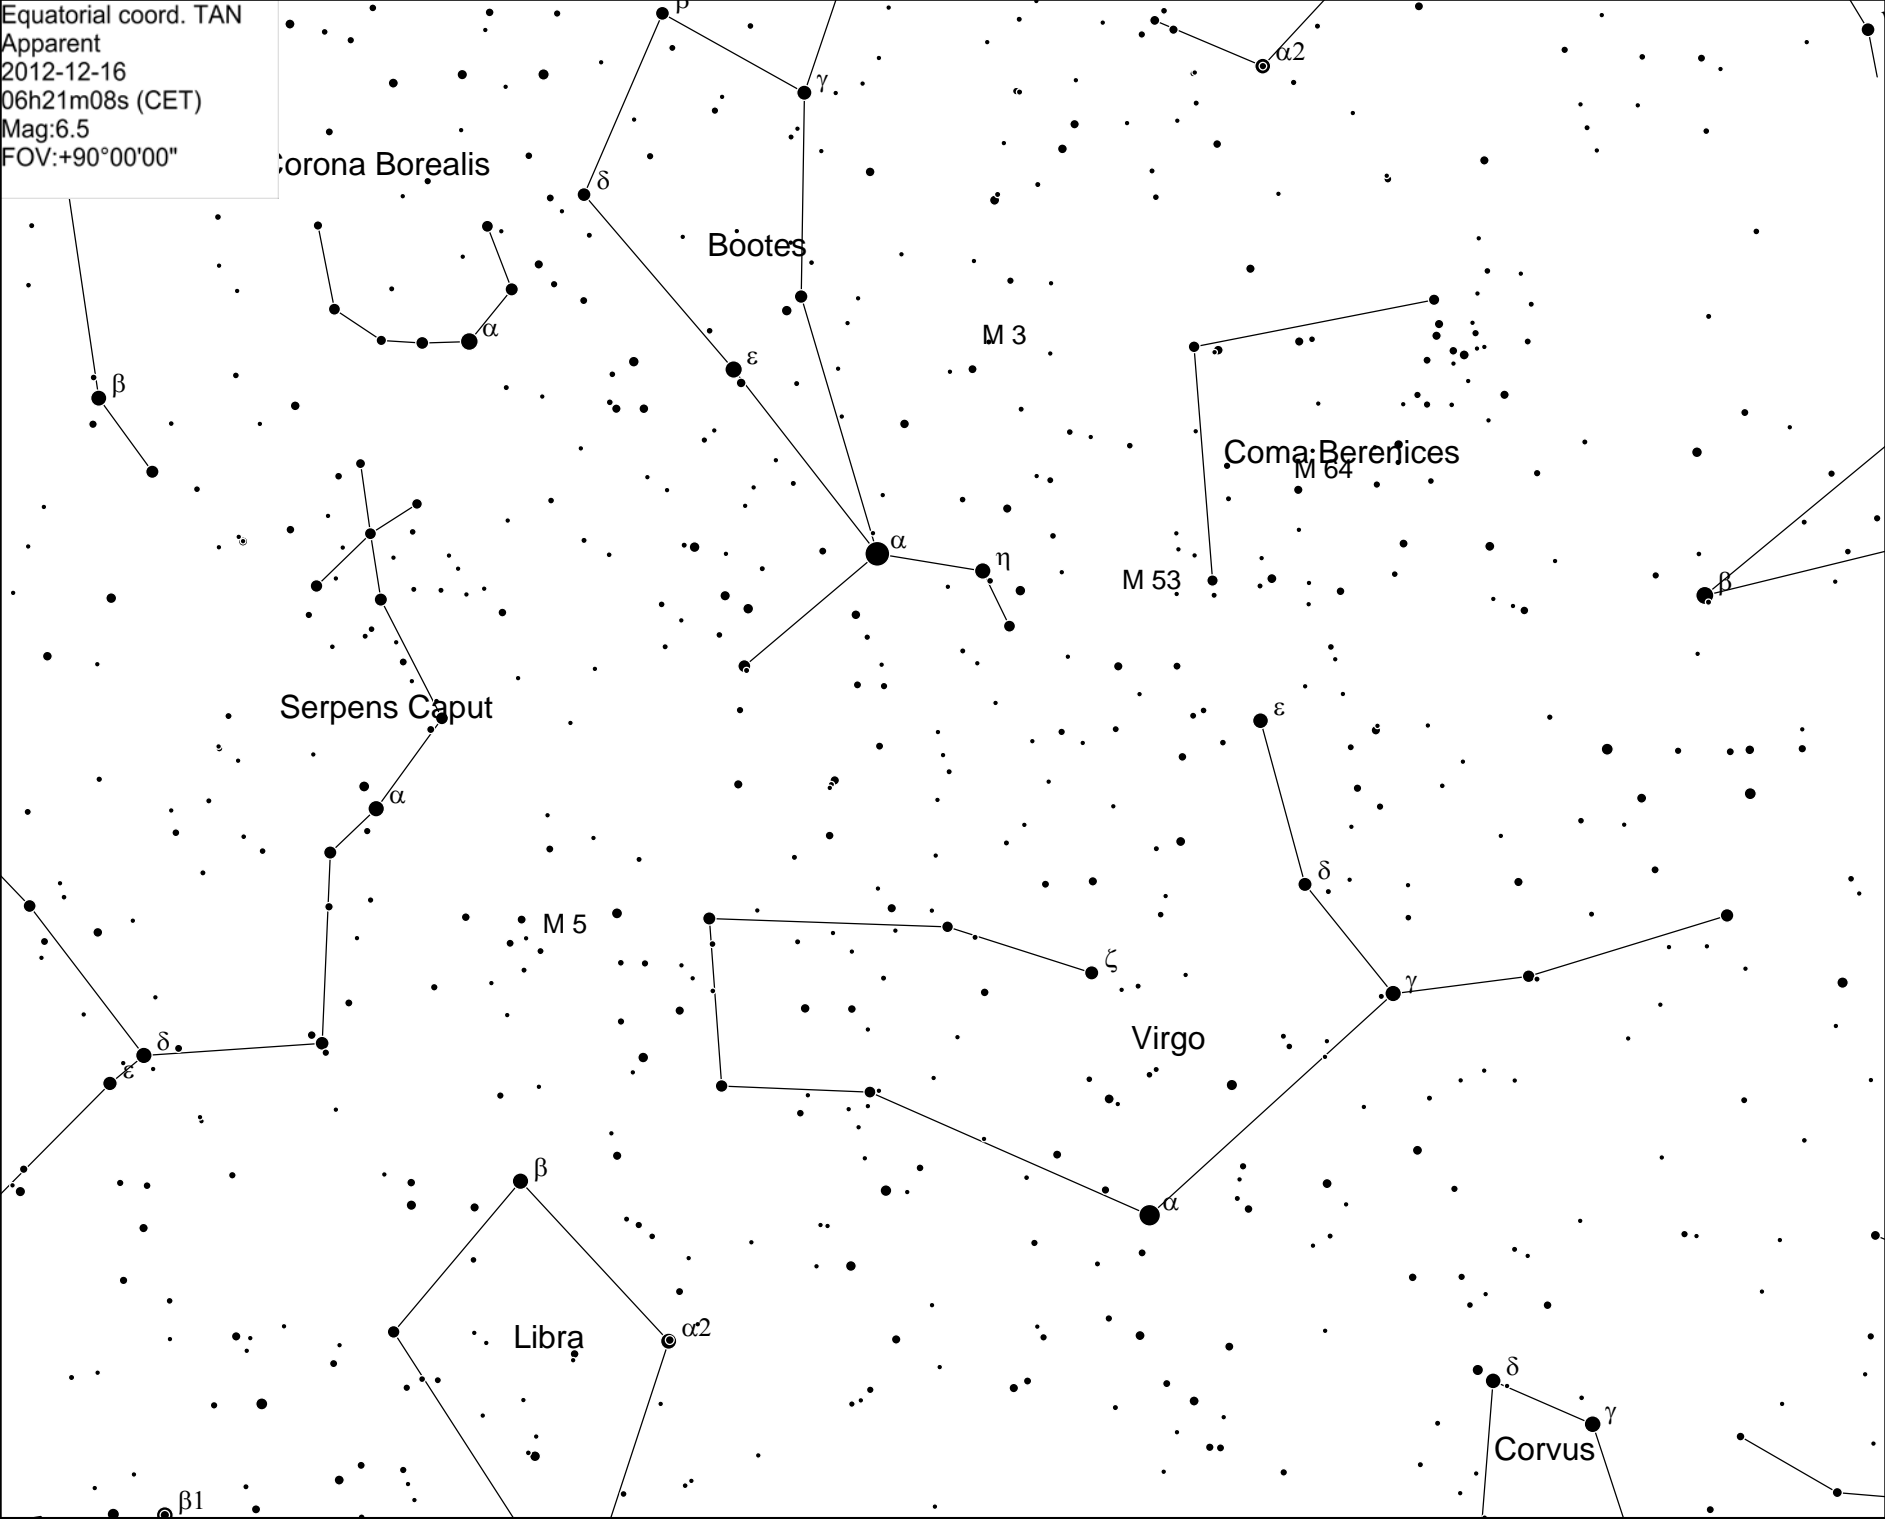 Equatorial coord. TAN
Apparent
2012-12-16
06h21m08s (CET)
Mag:6.5
FOV:+90°00'00"
β
γ
α2
Corona Borealis
δ
Bootes
α
ε
M 3
β
Coma Berenices
M 64
α
η
M 53
β
Serpens Caput
ε
α
δ
M 5
ζ
γ
Virgo
δ
ε
β
α
Libra
α2
δ
γ
Corvus
β1